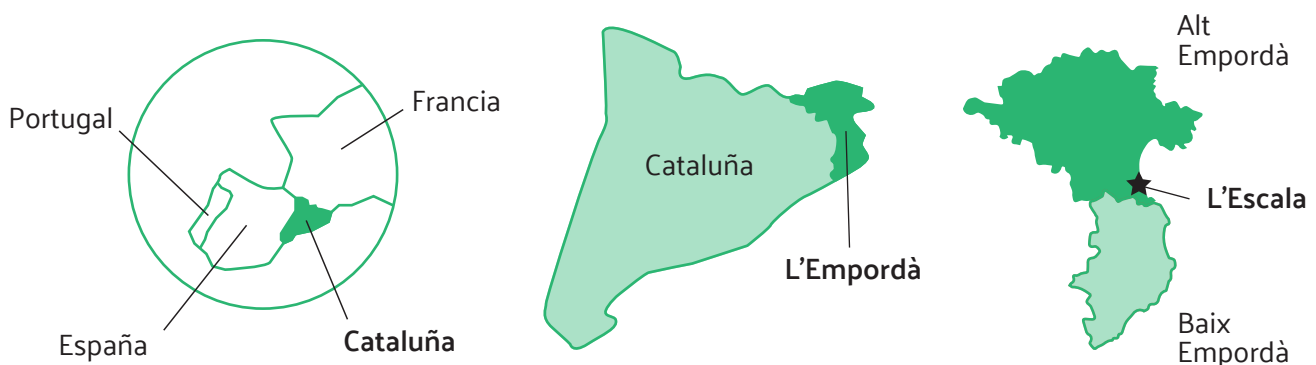 Portugal
Francia
España
Cataluña
Cataluña
L'Empordà
Alt
Empordà
L'Escala
Baix
Empordà